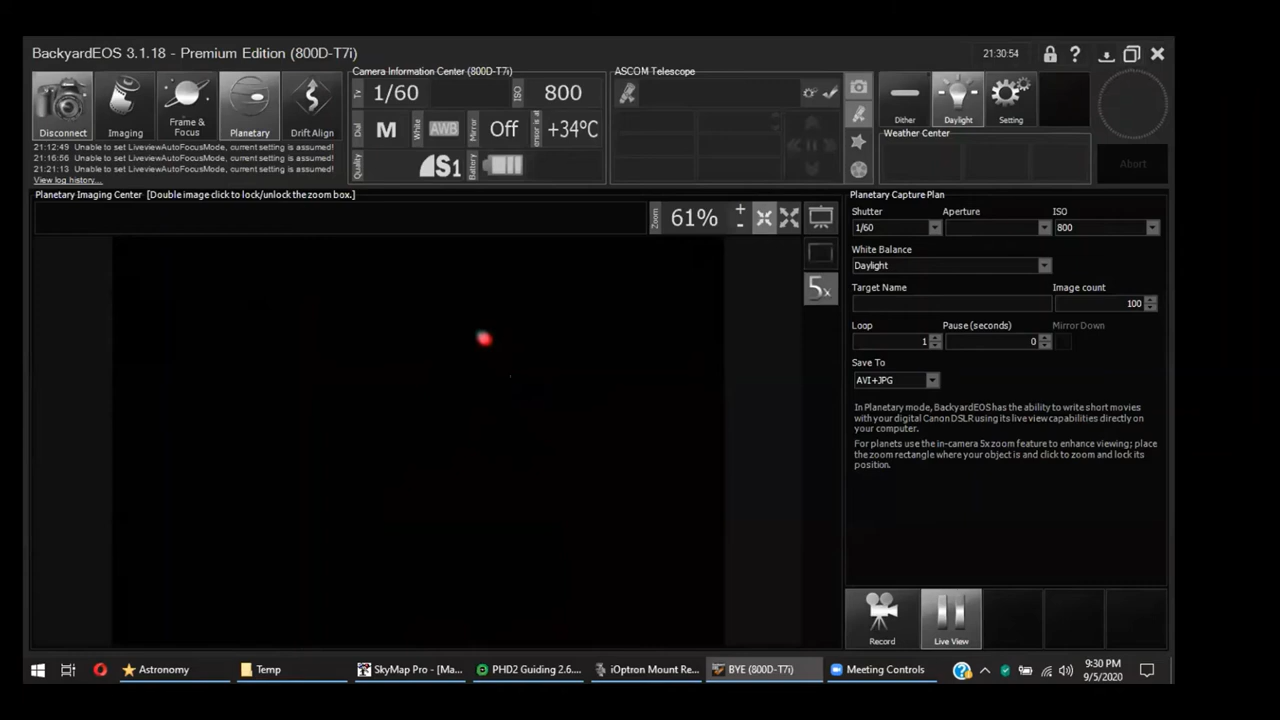 BackyardEOS 3.1.18 - Premium Edition (800D-T7i)
21:30:54
?
Disconnect
Imaging
Frame &
Focus
Planetary
Drift Align
21:12:49 Unable to set LiveviewAutoFocusMode, current setting is assumed!
21:16:56 Unable to set LiveviewAutoFocusMode, current setting is assumed!
21:21:13 Unable to set LiveviewAutoFocusMode, current setting is assumed!
View log history...
Camera Information Center (800D-T7i)
Tv
1/60
ISO
800
Dial
M
White
AWB
Mirror
Off
+34°C
Quality
S1
Battery
ASCOM Telescope
Dither
Daylight
Setting
Weather Center
Abort
Planetary Imaging Center [Double image click to lock/unlock the zoom box.]
Zoom
61%
+
-
5x
Planetary Capture Plan
Shutter
Aperture
ISO
1/60
800
White Balance
Daylight
Target Name
Image count
100
Loop
Pause (seconds)
Mirror Down
1
0
Save To
AVI+JPG
In Planetary mode, BackyardEOS has the ability to write short movies
with your digital Canon DSLR using its live view capabilities directly on
your computer.
For planets use the in-camera 5x zoom feature to enhance viewing; place
the zoom rectangle where your object is and click to zoom and lock its
position.
Record
Live View
Astronomy
Temp
SkyMap Pro - [Ma...
PHD2 Guiding 2.6....
iOptron Mount Re...
BYE (800D-T7i)
Meeting Controls
9:30 PM
9/5/2020